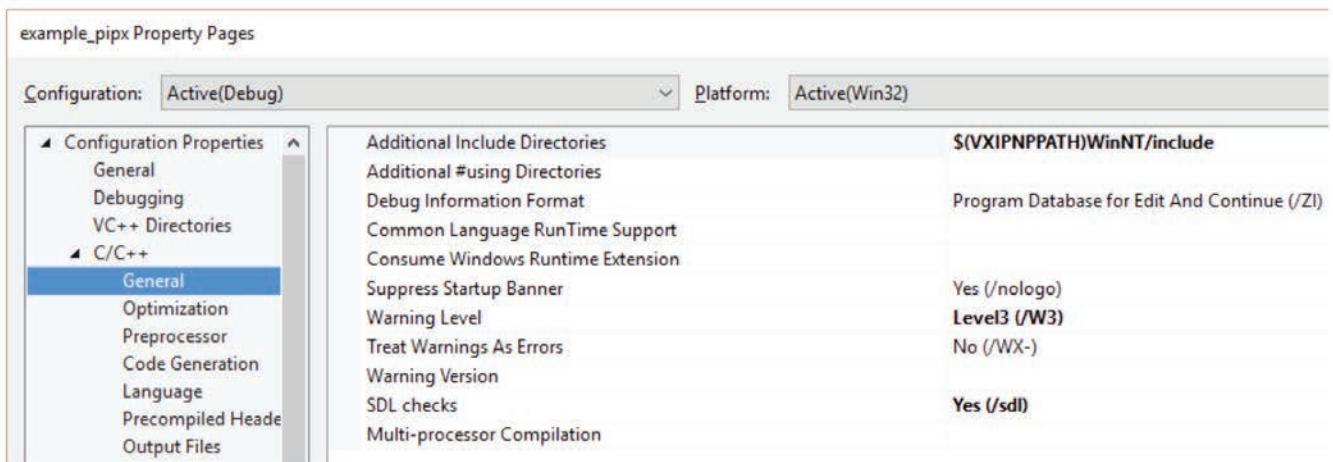 example_pipx Property Pages
Configuration: Active(Debug) Platform: Active(Win32)
Configuration Properties
General
Debugging
VC++ Directories
C/C++
General
Optimization
Preprocessor
Code Generation
Language
Precompiled Heade
Output Files
Additional Include Directories $(VXIPNPPATH)WinNT/include
Additional #using Directories
Debug Information Format Program Database for Edit And Continue (/ZI)
Common Language RunTime Support
Consume Windows Runtime Extension
Suppress Startup Banner Yes (/nologo)
Warning Level Level3 (/W3)
Treat Warnings As Errors No (/WX-)
Warning Version
SDL checks Yes (/sdl)
Multi-processor Compilation